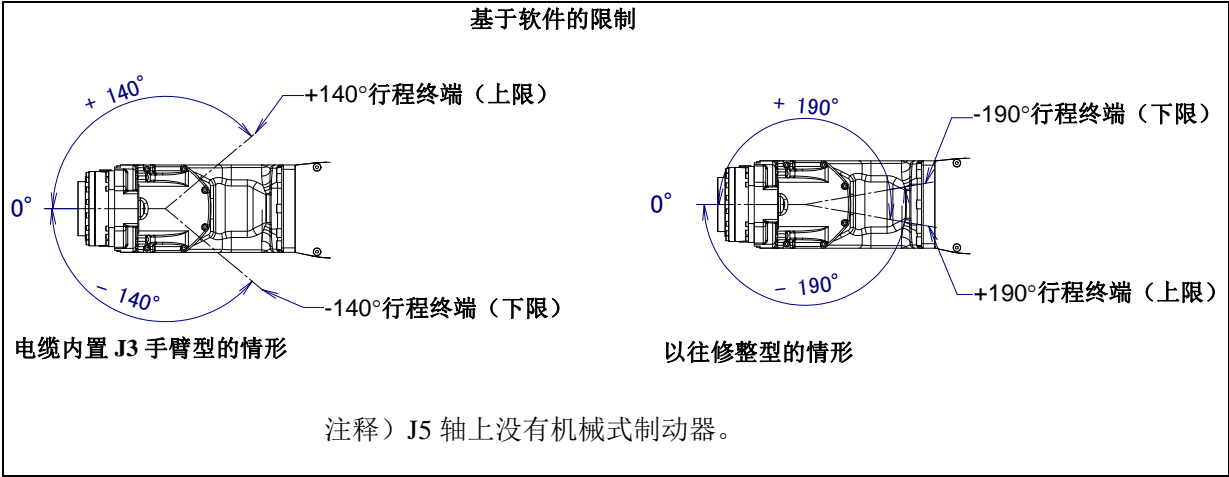 基于软件的限制
+ 140°
+140°行程终端（上限）
0°
- 140°
-140°行程终端（下限）
电缆内置 J3 手臂型的情形
+ 190°
-190°行程终端（下限）
0°
- 190°
+190°行程终端（上限）
以往修整型的情形
注释）J5 轴上没有机械式制动器。